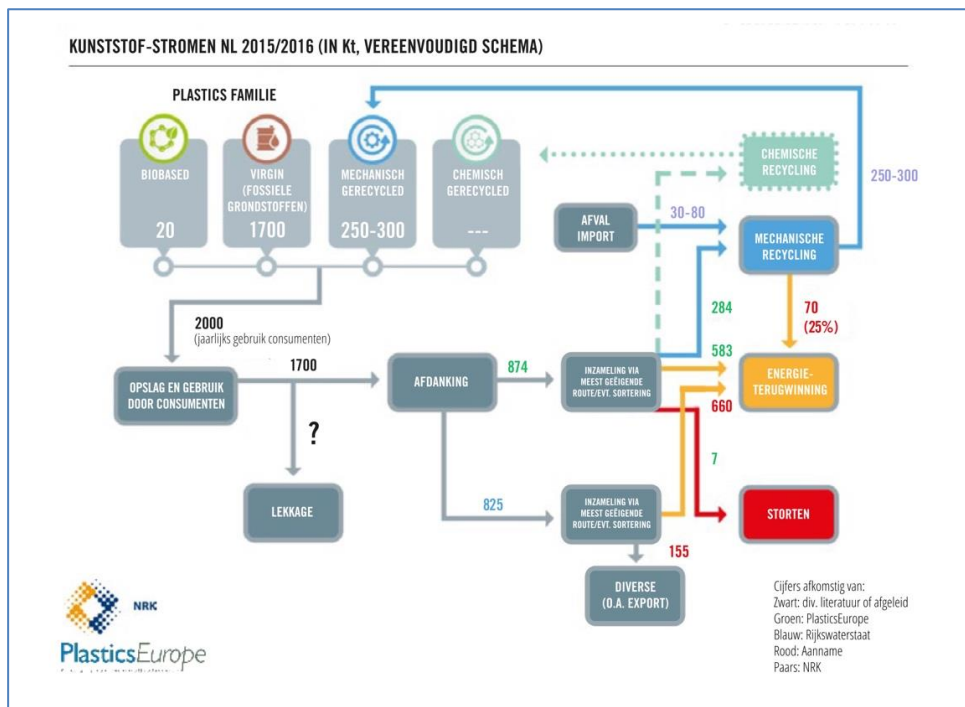 KUNSTSTOF-STROMEN NL 2015/2016 (IN Kt, VEREENVOUDIGD SCHEMA)
PLASTICS FAMILIE
BIOBASED
20
VIRGIN
(FOSSIELE
GRONDSTOFFEN)
1700
MECHANISCH
GERECYCLED
250-300
CHEMISCH
GERECYCLED
---
CHEMISCHE
RECYCLING
250-300
AFVAL
IMPORT
30-80
MECHANISCHE
RECYCLING
284
70
(25%)
2000
(jaarlijks gebruik consumenten)
OPSLAG EN GEBRUIK
DOOR CONSUMENTEN
1700
AFDANKING
874
INZAMELING VIA
MEEST GEËIGENDE
ROUTE/EVT. SORTERING
583
ENERGIE-
TERUGWINNING
660
?
7
LEKKAGE
825
INZAMELING VIA
MEEST GEËIGENDE
ROUTE/EVT. SORTERING
STORTEN
155
DIVERSE
(O.A. EXPORT)
NRK
PlasticsEurope
Cijfers afkomstig van:
Zwart: div. literatuur of afgeleid
Groen: PlasticsEurope
Blauw: Rijkswaterstaat
Rood: Aanname
Paars: NRK